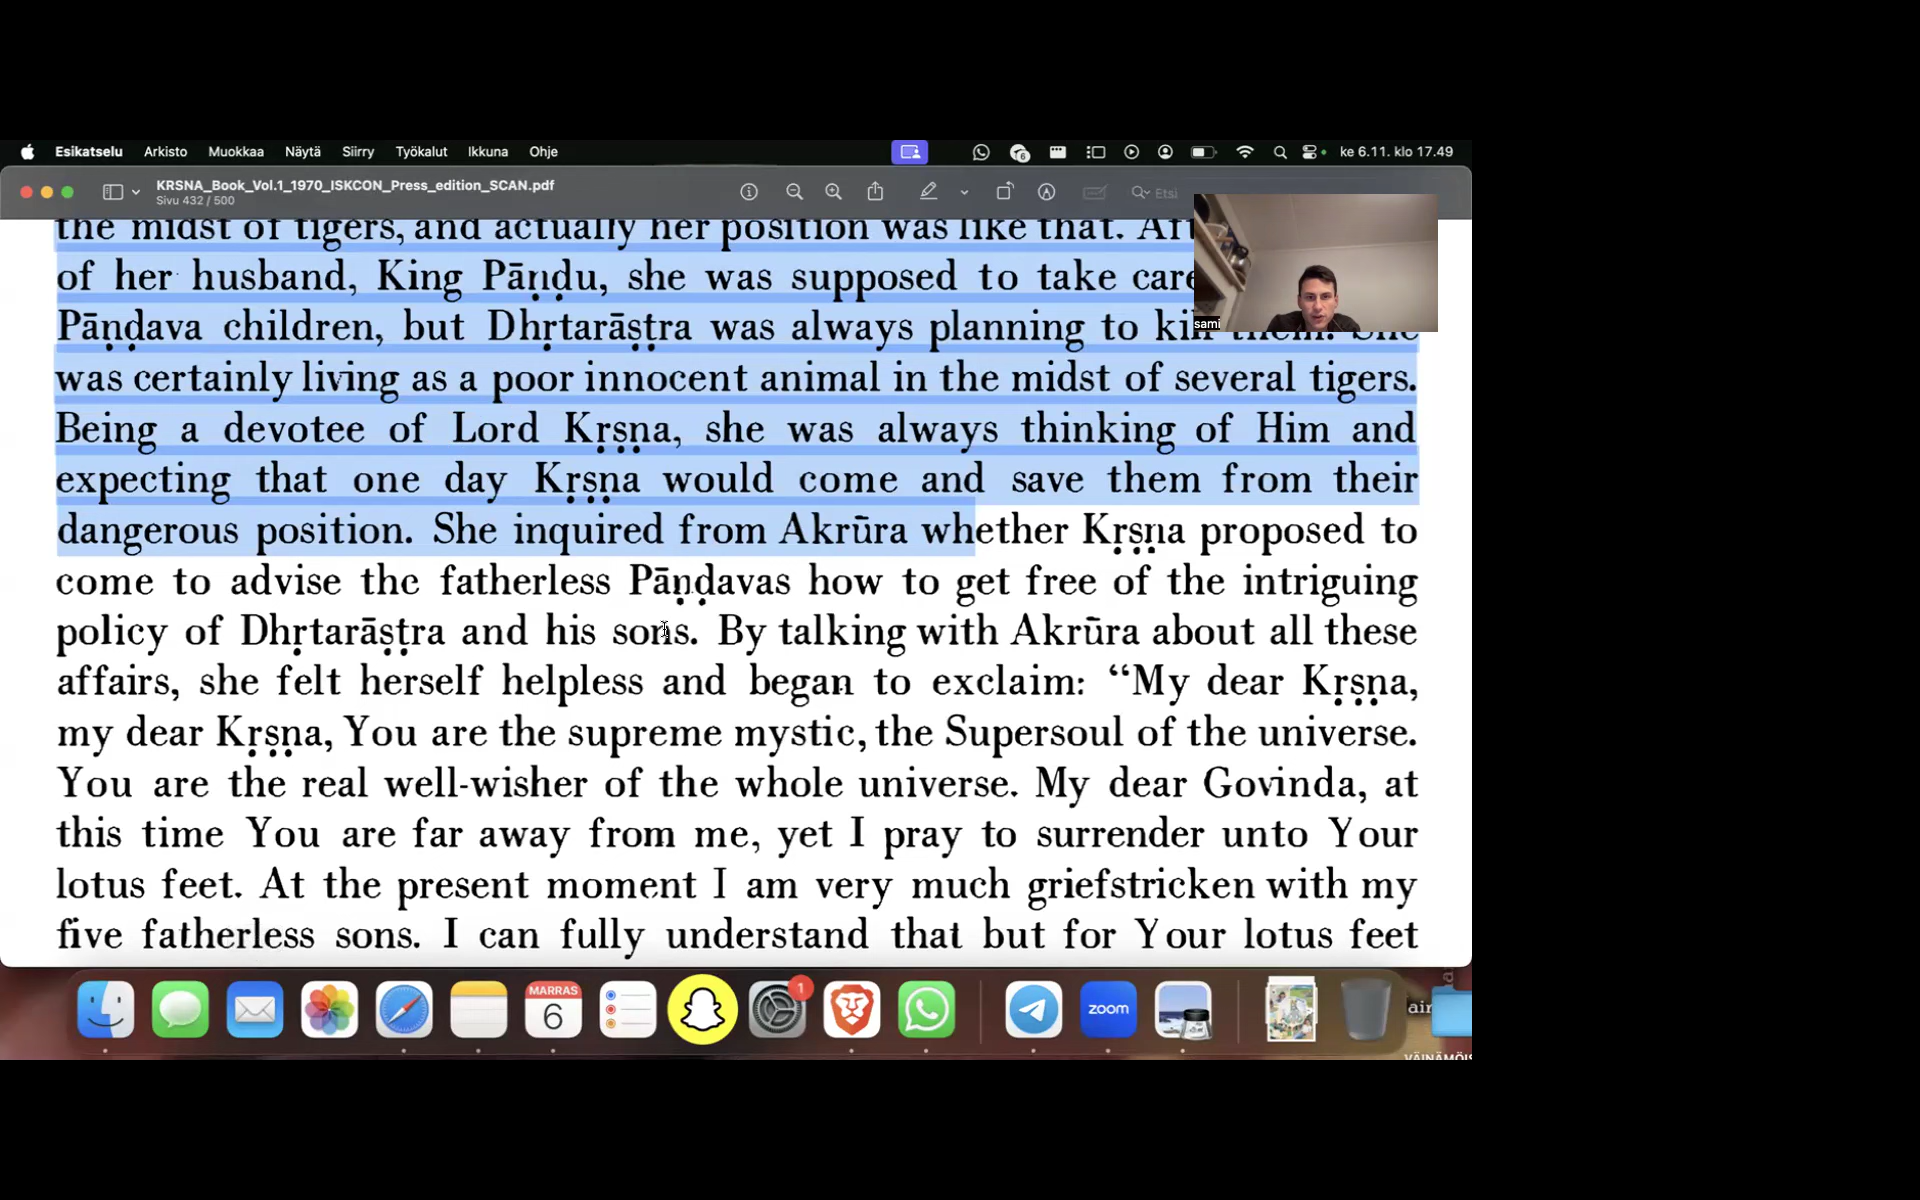 Esikatselu Arkisto Muokkaa Näytä Siirry Työkalut Ikkuna Ohje
6
ke 6.11. klo 17.49
KRSNA_Book_Vol.1_1970_ISKCON_Press_edition_SCAN.pdf
Sivu 432 / 500
Etsi
the midst of tigers, and actually her position was like that.
of her husband, King Pāṇḍu, she was supposed to take care
Pāṇḍava children, but Dhṛtarāṣṭra was always planning to kill them. She
sami
was certainly living as a poor innocent animal in the midst of several tigers.
Being a devotee of Lord Kṛṣṇa, she was always thinking of Him and
expecting that one day Kṛṣṇa would come and save them from their
dangerous position. She inquired from Akrūra whether Kṛṣṇa proposed to
come to advise the fatherless Pāṇḍavas how to get free of the intriguing
policy of Dhṛtarāṣṭra and his sons. By talking with Akrūra about all these
affairs, she felt herself helpless and began to exclaim: “My dear Kṛṣṇa,
my dear Kṛṣṇa, You are the supreme mystic, the Supersoul of the universe.
You are the real well-wisher of the whole universe. My dear Govinda, at
this time You are far away from me, yet I pray to surrender unto Your
lotus feet. At the present moment I am very much griefstricken with my
five fatherless sons. I can fully understand that but for Your lotus feet
MARRAS
6
1
zoom